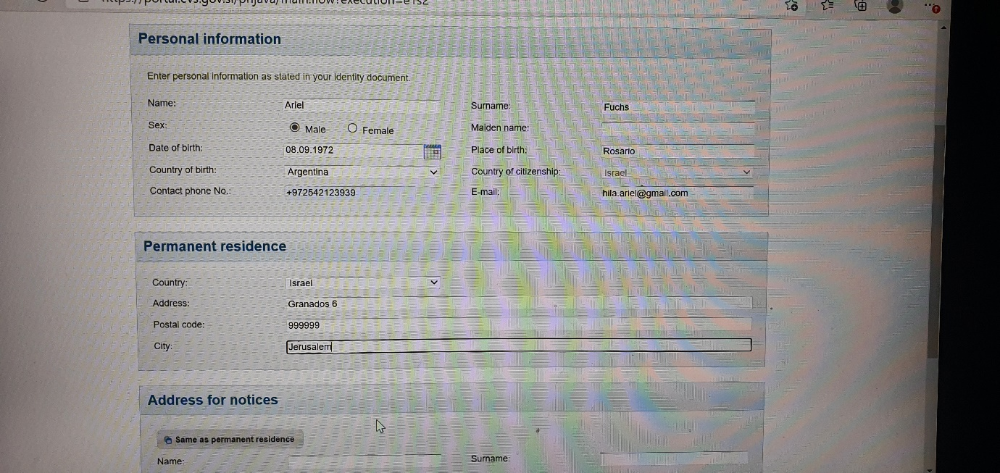 Personal information
Enter personal information as stated in your identity document.
Name: Ariel Surname: Fuchs
Sex: Male Female Maiden name:
Date of birth: 08.09.1972 Place of birth: Rosario
Country of birth: Argentina Country of citizenship: Israel
Contact phone No.: +972542123939 E-mail: hila.ariel@gmail.com
Permanent residence
Country: Israel
Address: Granados 6
Postal code: 999999
City: Jerusalem
Address for notices
Same as permanent residence
Name: Surname: